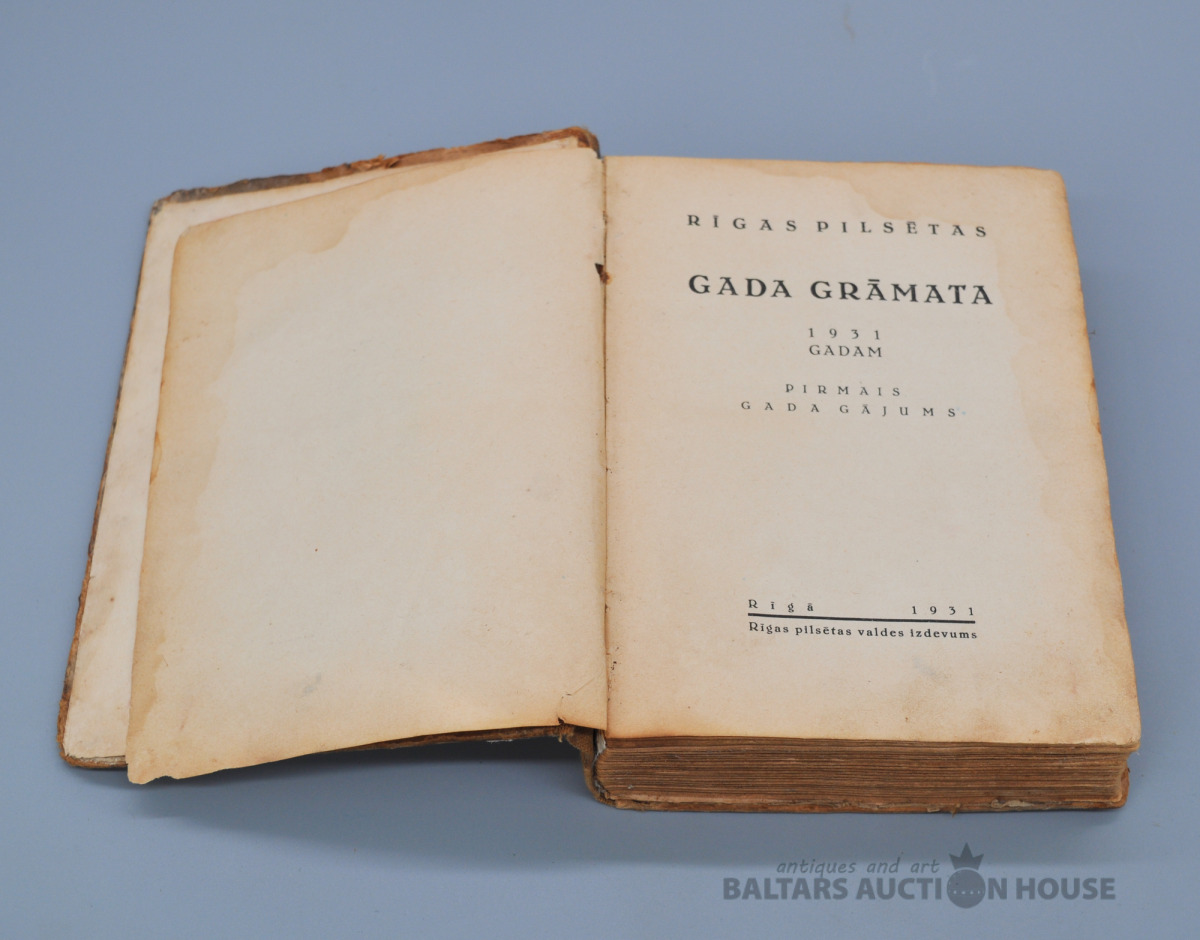 RĪGAS PILSĒTAS
GADA GRĀMATA
1931
GADAM
PIRMAIS
GADA GĀJUMS
Rīgā 1931
Rīgas pilsētas valdes izdevums
antiques and art
BALTARS AUCTION HOUSE